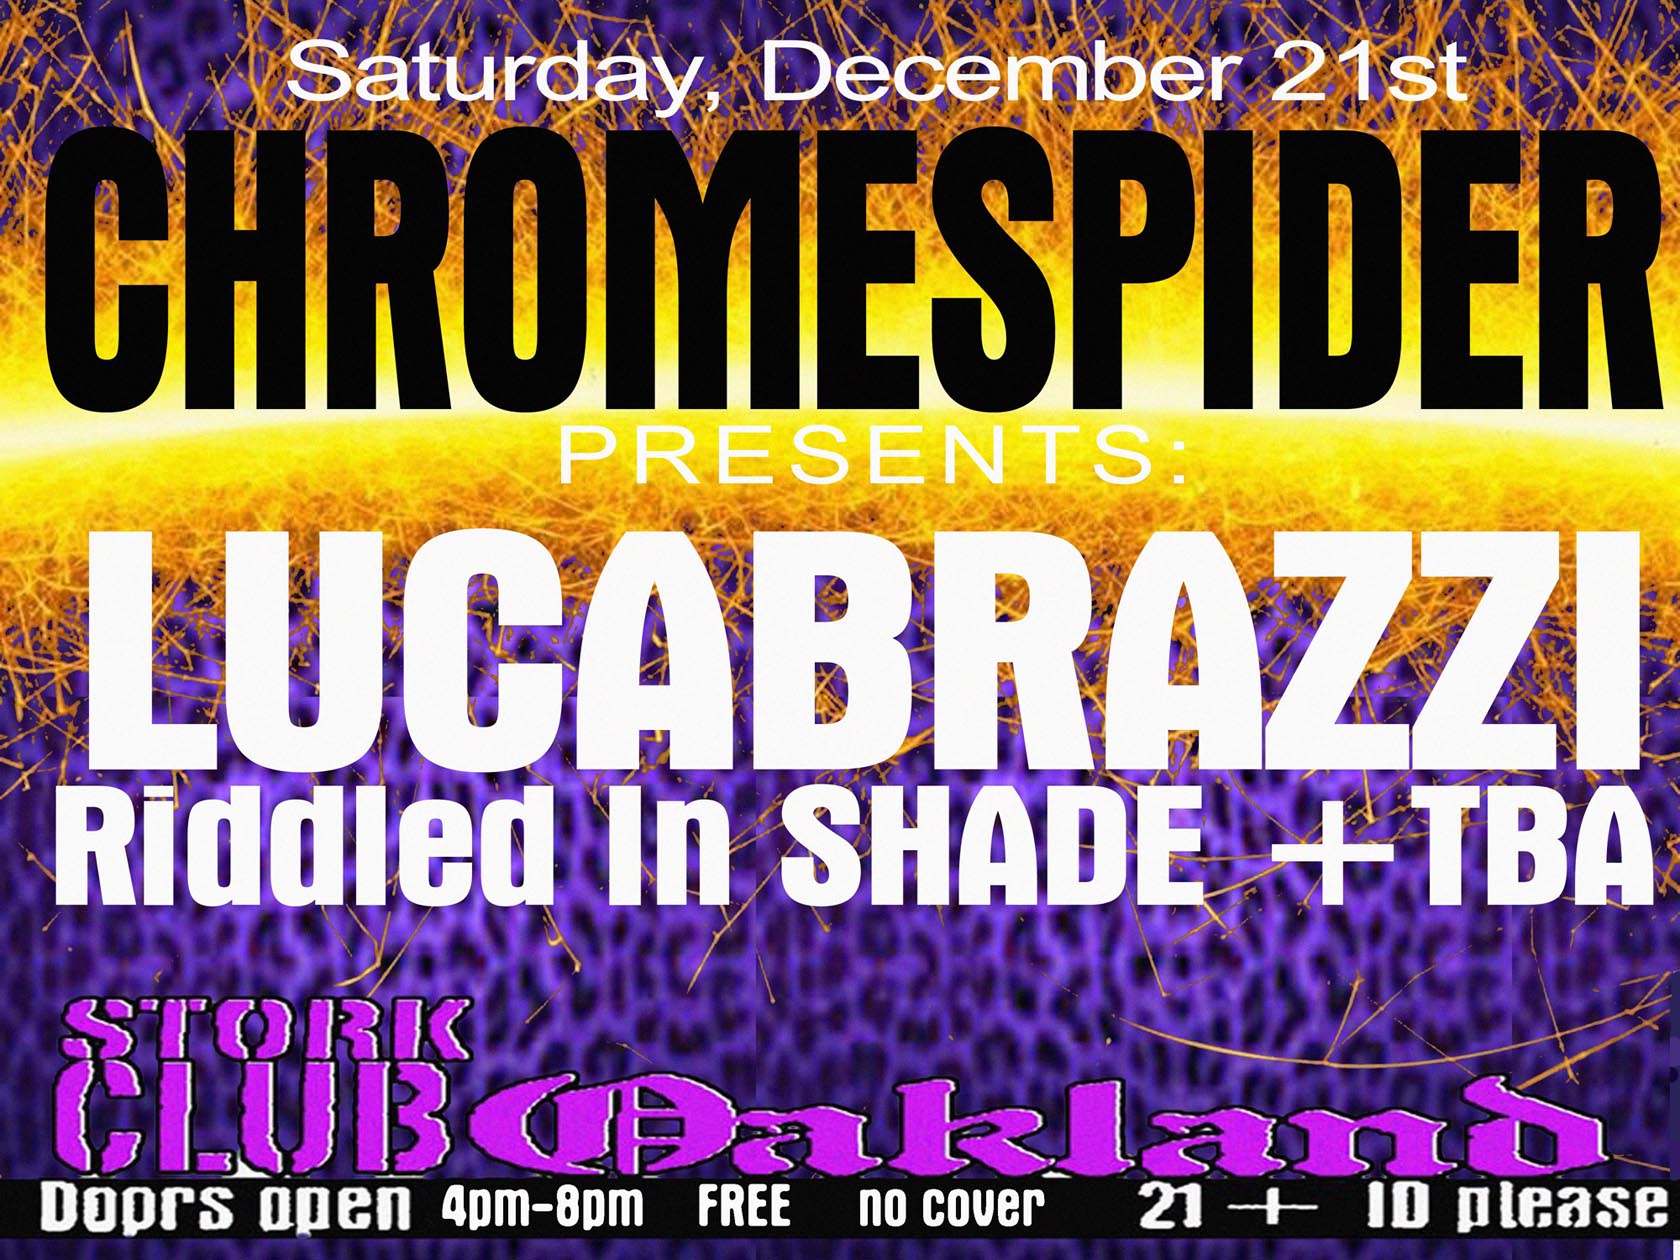 Saturday, December 21st
CHROMESPIDER
PRESENTS:
LUCABRAZZI
Riddled In SHADE + TBA
STORK
CLUB Oakland
Doors open 4pm-8pm FREE no cover 21 + ID please